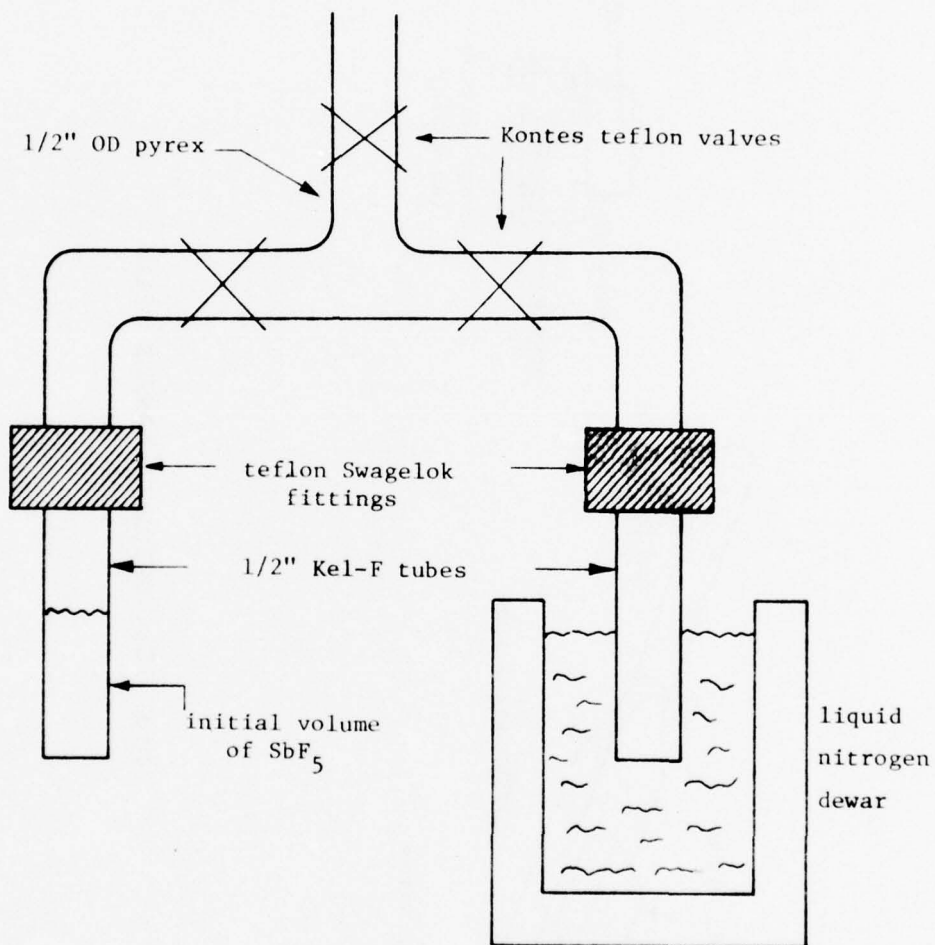 1/2" OD pyrex
Kontes teflon valves
teflon Swagelok
fittings
1/2" Kel-F tubes
initial volume
of SbF5
liquid
nitrogen
dewar